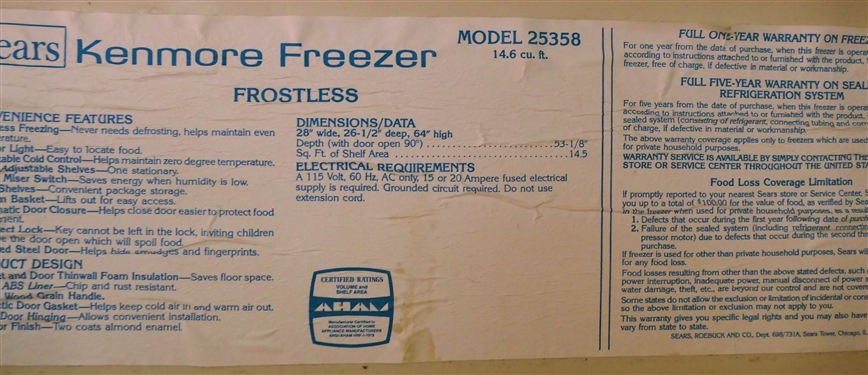 ears Kenmore Freezer
MODEL 25358
14.6 cu. ft.
FROSTLESS
VENIENCE FEATURES
ess Freezing—Never needs defrosting, helps maintain even
rature.
or Light—Easy to locate food.
table Cold Control—Helps maintain zero degree temperature.
Adjustable Shelves—One stationary.
Miser Switch—Saves energy when humidity is low.
Shelves—Convenient package storage.
m Basket—Lifts out for easy access.
matic Door Closure—Helps close door easier to protect food
ment.
ect Lock—Key cannot be left in the lock, inviting children
e the door open which will spoil food.
ed Steel Door—Helps hide smudges and fingerprints.
UCT DESIGN
et and Door Thinwall Foam Insulation—Saves floor space.
ABS Liner—Chip and rust resistant.
Wood Grain Handle.
tic Door Gasket—Helps keep cold air in and warm air out.
Door Hinging—Allows convenient installation.
or Finish—Two coats almond enamel.
DIMENSIONS/DATA
28" wide, 26-1/2" deep, 64" high
Depth (with door open 90°) 53-1/8"
Sq. Ft. of Shelf Area 14.5
ELECTRICAL REQUIREMENTS
A 115 Volt, 60 Hz, AC only, 15 or 20 Ampere fused electrical
supply is required. Grounded circuit required. Do not use
extension cord.
CERTIFIED RATINGS
VOLUME and
SHELF AREA
AHAM
Manufacturer Certified to
ASSOCIATION OF HOME
APPLIANCE MANUFACTURERS
FULL ONE-YEAR WARRANTY ON FREEZ
For one year from the date of purchase, when this freezer is operat
according to instructions attached to or furnished with the product,
freezer, free of charge, if defective in material or workmanship.
FULL FIVE-YEAR WARRANTY ON SEAL
REFRIGERATION SYSTEM
For five years from the date of purchase, when this freezer is oper
according to instructions attached to or furnished with the product,
sealed system (consisting of refrigerant, connecting tubing and com
of charge, if defective in material or workmanship.
The above warranty coverage applies only to freezers which are used
for private household purposes.
WARRANTY SERVICE IS AVAILABLE BY SIMPLY CONTACTING THE
STORE OR SERVICE CENTER THROUGHOUT THE UNITED STA
Food Loss Coverage Limitation
If promptly reported to your nearest Sears store or Service Center, S
you up to a total of $100.00 for the value of food, as verified by Sea
in the freezer when used for private household purposes, as a result
1. Defects that occur during the first year following date of purch
2. Failure of the sealed system (including refrigerant, connectin
pressor motor) due to defects that occur during the second thr
purchase.
If freezer is used for other than private household purposes, Sears wil
for any food loss.
Food losses resulting from other than the above stated defects, such
power interruption, inadequate power, manual disconnect of power s
water damage, theft, etc., are beyond our control and are not covere
Some states do not allow the exclusion or limitation of incidental or con
so the above limitation or exclusion may not apply to you.
This warranty gives you specific legal rights and you may also have
vary from state to state.
SEARS, ROEBUCK AND CO., Dept. 698/731A, Sears Tower, Chicago, IL